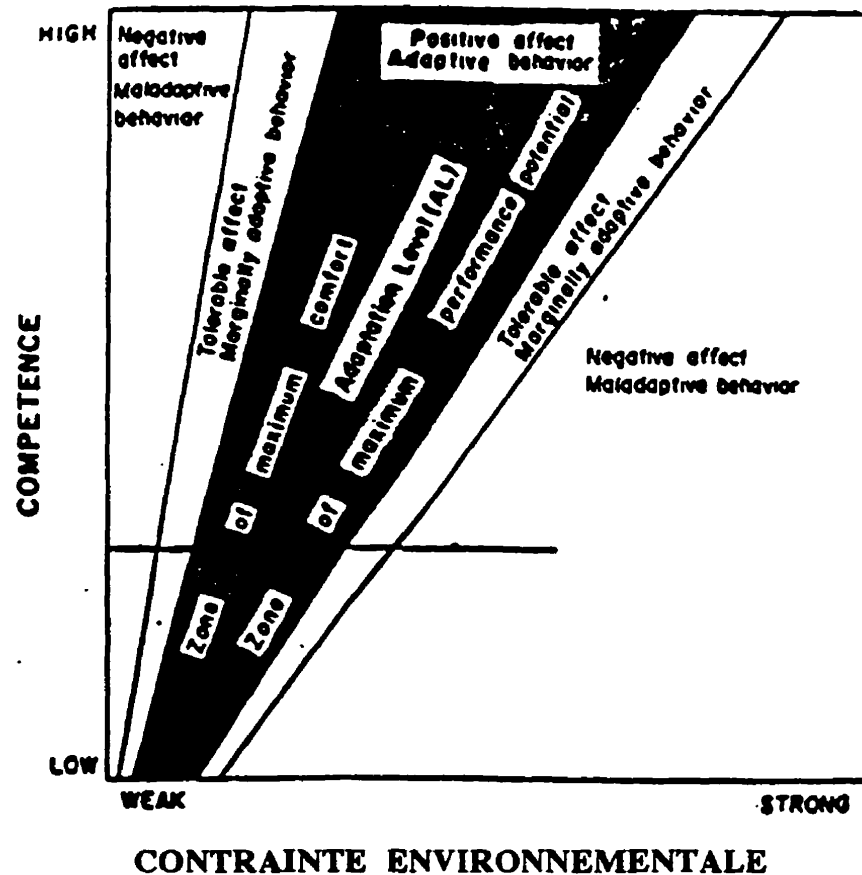 HIGH
Negative
affect
Maladaptive
behavior
Positive affect
Adaptive behavior
Tolerable affect
Marginally adaptive behavior
Zone of maximum comfort
Adaptation Level (AL)
Zone of maximum performance potential
Tolerable affect
Marginally adaptive behavior
Negative affect
Maladaptive behavior
COMPETENCE
LOW
WEAK
STRONG
CONTRAINTE ENVIRONNEMENTALE